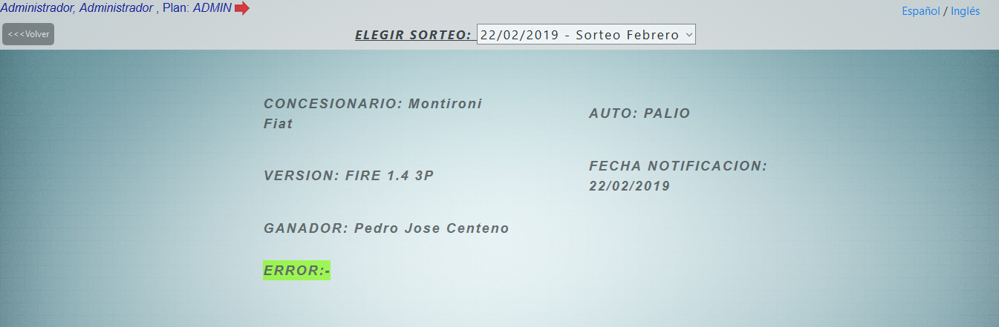 Administrador, Administrador , Plan: ADMIN
Español / Inglés
<<<Volver
ELEGIR SORTEO: 22/02/2019 - Sorteo Febrero
CONCESIONARIO: Montironi
Fiat
AUTO: PALIO
VERSION: FIRE 1.4 3P
FECHA NOTIFICACION:
22/02/2019
GANADOR: Pedro Jose Centeno
ERROR:-